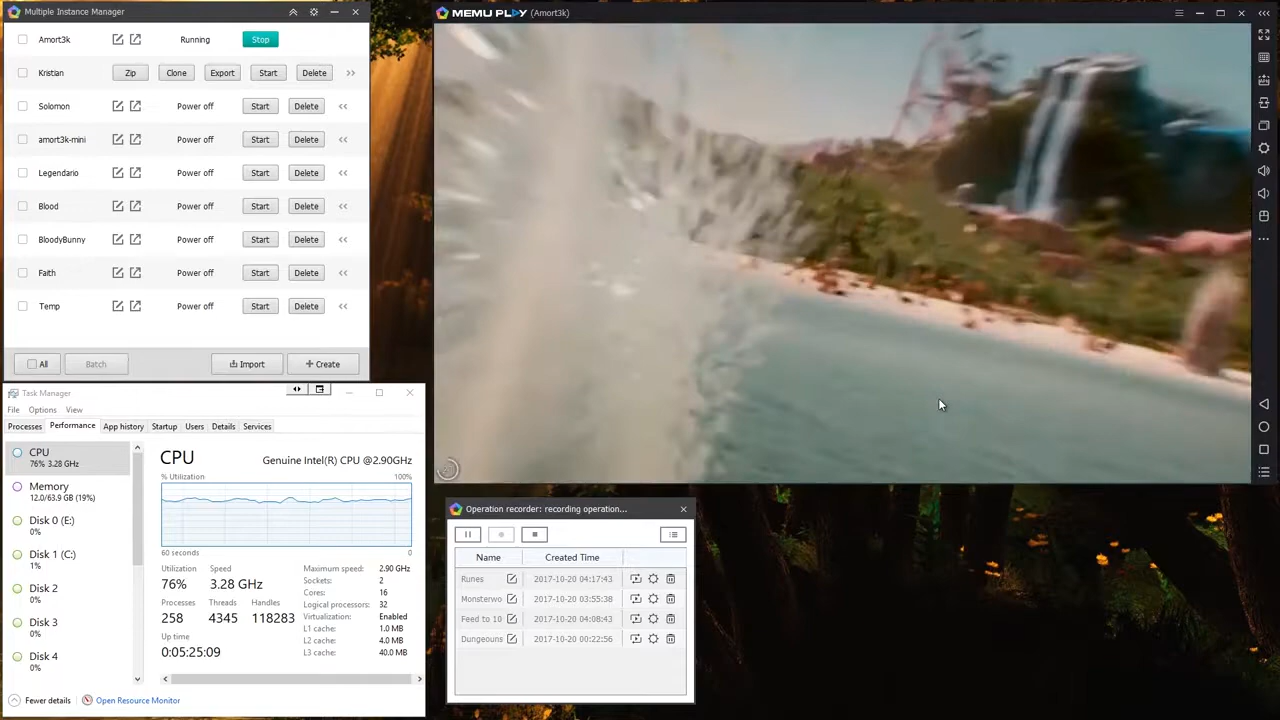 Multiple Instance Manager
Amort3k Running Stop
Kristian Zip Clone Export Start Delete
Solomon Power off Start Delete
amort3k-mini Power off Start Delete
Legendario Power off Start Delete
Blood Power off Start Delete
BloodyBunny Power off Start Delete
Faith Power off Start Delete
Temp Power off Start Delete
All Batch Import + Create
MEMU PLAY (Amort3k)
Task Manager
File Options View
Processes Performance App history Startup Users Details Services
CPU
76% 3.28 GHz
Memory
12.0/63.9 GB (19%)
Disk 0 (E:)
0%
Disk 1 (C:)
1%
Disk 2
0%
Disk 3
0%
Disk 4
0%
CPU Genuine Intel(R) CPU @2.90GHz
% Utilization 100%
60 seconds 0
Utilization Speed
76% 3.28 GHz
Processes Threads Handles
258 4345 118283
Up time
0:05:25:09
Maximum speed: 2.90 GHz
Sockets: 2
Cores: 16
Logical processors: 32
Virtualization: Enabled
L1 cache: 1.0 MB
L2 cache: 4.0 MB
L3 cache: 40.0 MB
Fewer details Open Resource Monitor
Operation recorder: recording operation...
Name Created Time
Runes 2017-10-20 04:17:43
Monsterwo 2017-10-20 03:55:38
Feed to 10 2017-10-20 04:08:43
Dungeouns 2017-10-20 00:22:56